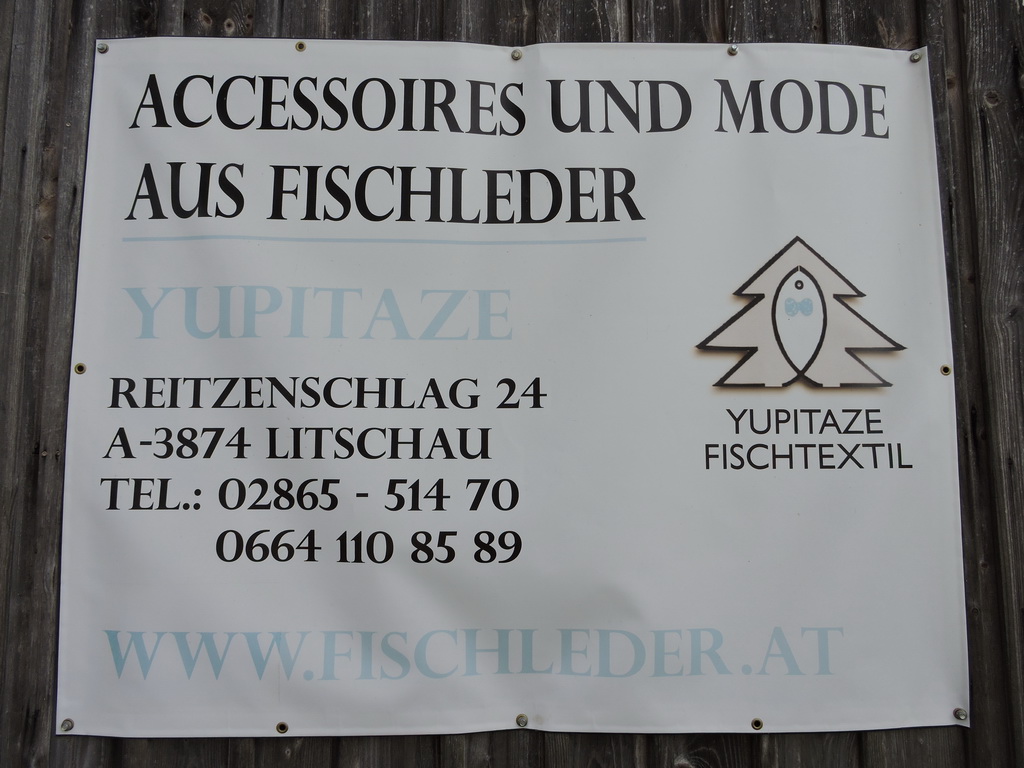 ACCESSOIRES UND MODE
AUS FISCHLEDER
YUPITAZE
REITZENSCHLAG 24
A-3874 LITSCHAU
TEL.: 02865 - 514 70
0664 110 85 89
WWW.FISCHLEDER.AT
YUPITAZE
FISCHTEXTIL